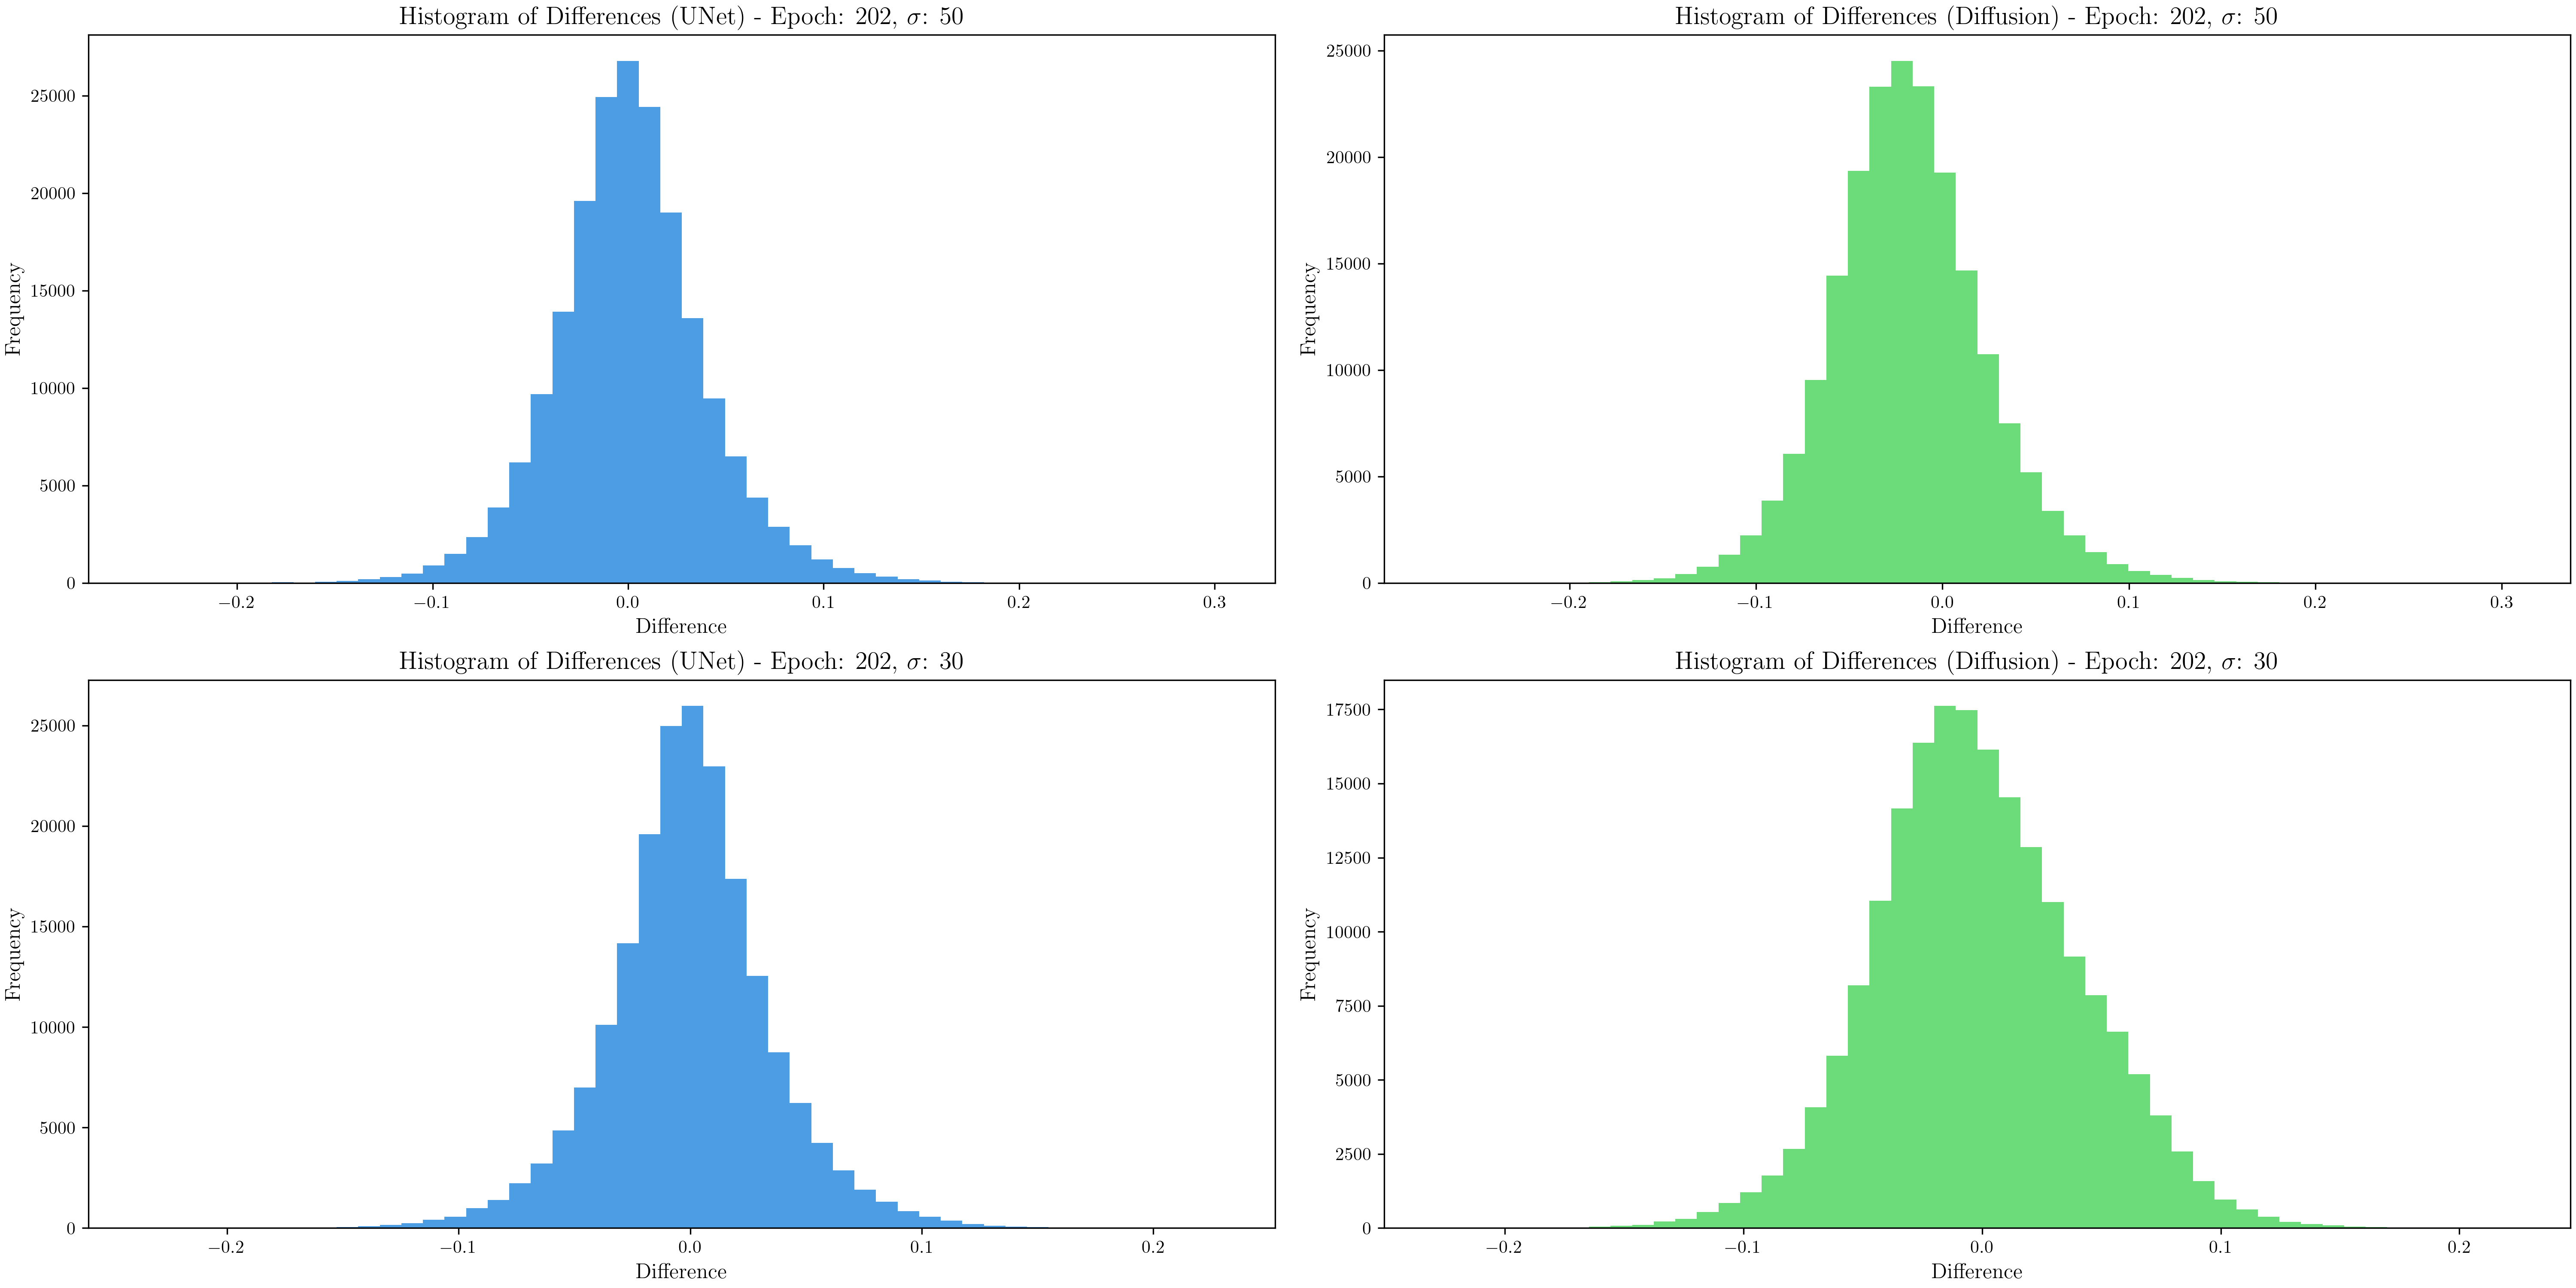 Histogram of Differences (UNet) - Epoch: 202, σ: 50
Frequency
25000
20000
15000
10000
5000
0
−0.2 −0.1 0.0 0.1 0.2 0.3
Difference
Histogram of Differences (Diffusion) - Epoch: 202, σ: 50
Frequency
25000
20000
15000
10000
5000
0
−0.2 −0.1 0.0 0.1 0.2 0.3
Difference
Histogram of Differences (UNet) - Epoch: 202, σ: 30
Frequency
25000
20000
15000
10000
5000
0
−0.2 −0.1 0.0 0.1 0.2
Difference
Histogram of Differences (Diffusion) - Epoch: 202, σ: 30
Frequency
17500
15000
12500
10000
7500
5000
2500
0
−0.2 −0.1 0.0 0.1 0.2
Difference